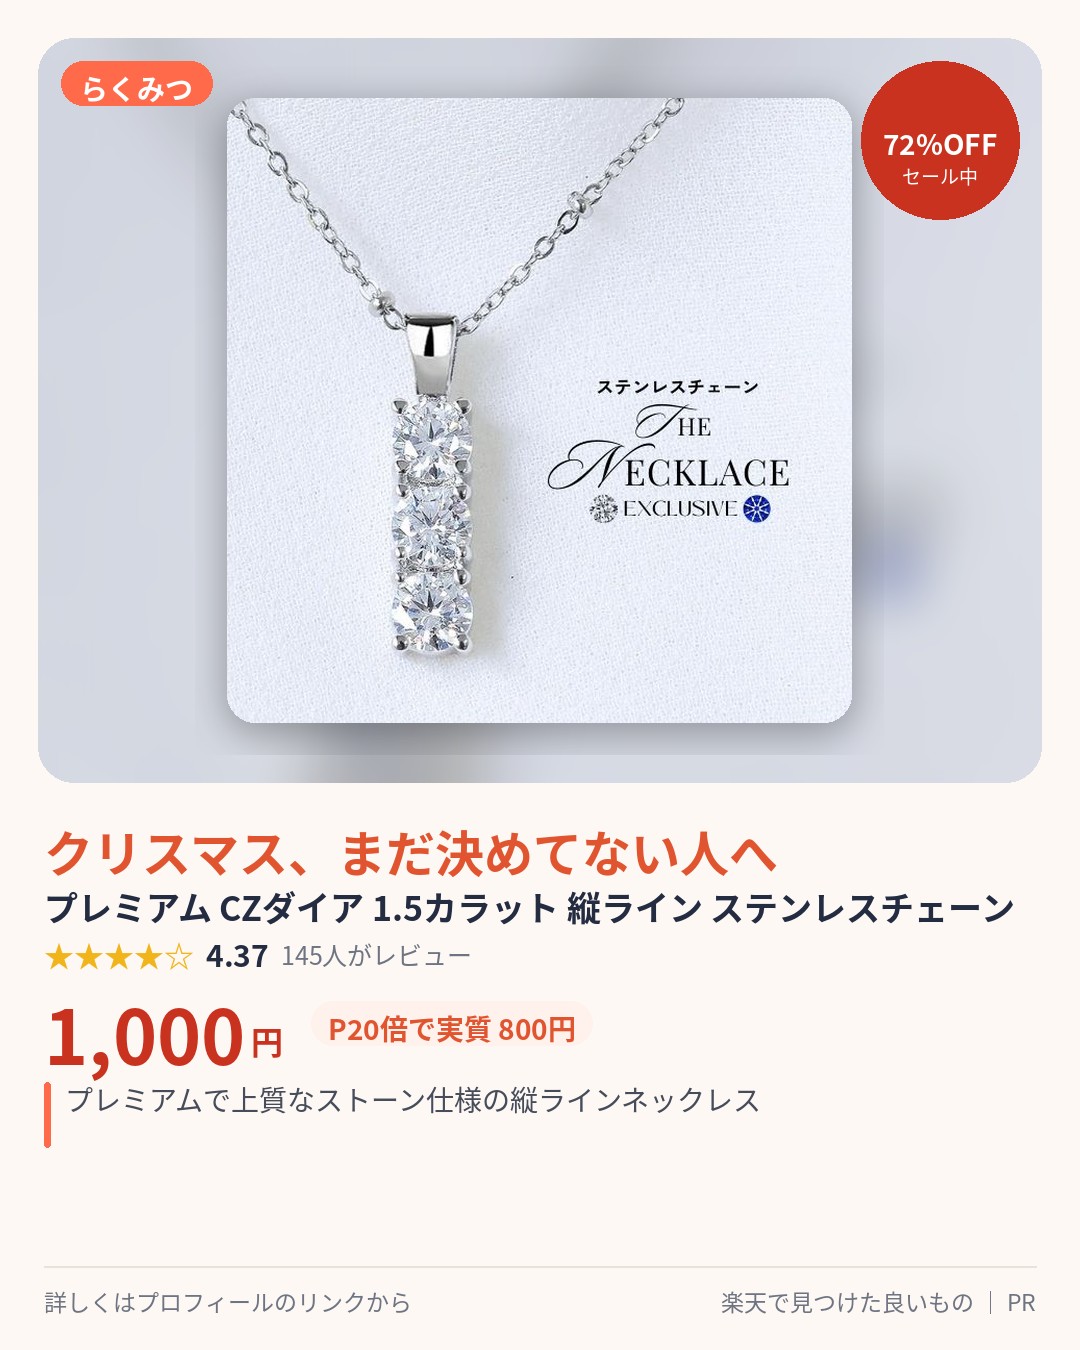 らくみつ
72%OFF
セール中
ステンレスチェーン
THE
NECKLACE
EXCLUSIVE
クリスマス、まだ決めてない人へ
プレミアム CZダイア 1.5カラット 縦ライン ステンレスチェーン
★★★★☆ 4.37 145人がレビュー
1,000円 P20倍で実質 800円
プレミアムで上質なストーン仕様の縦ラインネックレス
詳しくはプロフィールのリンクから
楽天で見つけた良いもの | PR